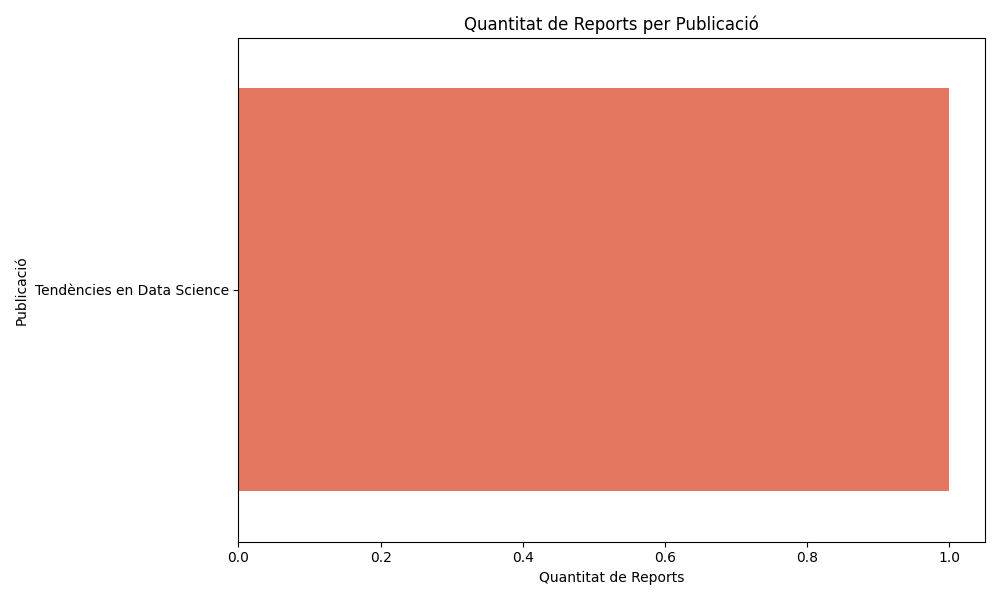 Quantitat de Reports per Publicació
Publicació
Tendències en Data Science
0.0 0.2 0.4 0.6 0.8 1.0
Quantitat de Reports